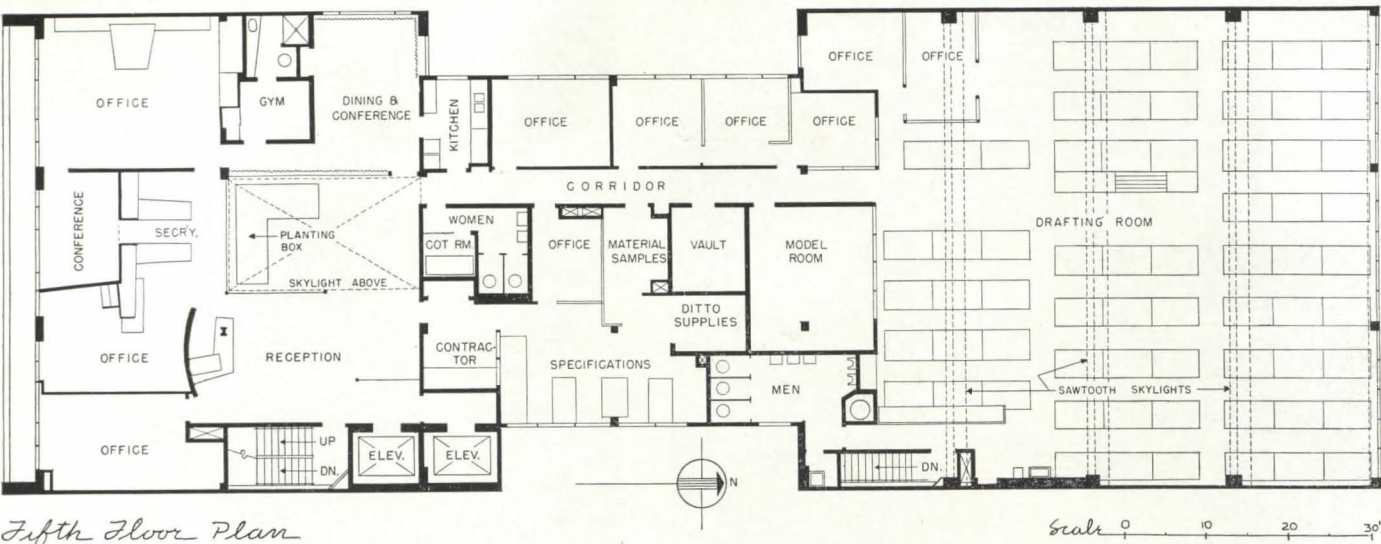 OFFICE
GYM
DINING &
CONFERENCE
KITCHEN
OFFICE
OFFICE
OFFICE
OFFICE
OFFICE
OFFICE
CORRIDOR
CONFERENCE
SECR'Y.
PLANTING
BOX
SKYLIGHT ABOVE
WOMEN
COT RM.
OFFICE
MATERIAL
SAMPLES
VAULT
MODEL
ROOM
DRAFTING ROOM
DITTO
SUPPLIES
OFFICE
RECEPTION
CONTRAC-
TOR
SPECIFICATIONS
MEN
SAWTOOTH SKYLIGHTS
OFFICE
UP
DN.
ELEV.
ELEV.
DN.
N
Fifth Floor Plan
Scale 0 10 20 30'